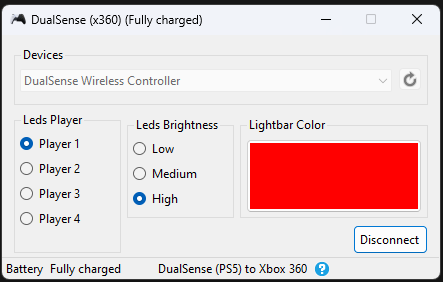 DualSense (x360) (Fully charged)
Devices
DualSense Wireless Controller
Leds Player
Player 1
Player 2
Player 3
Player 4
Leds Brightness
Low
Medium
High
Lightbar Color
Disconnect
Battery Fully charged DualSense (PS5) to Xbox 360 ?